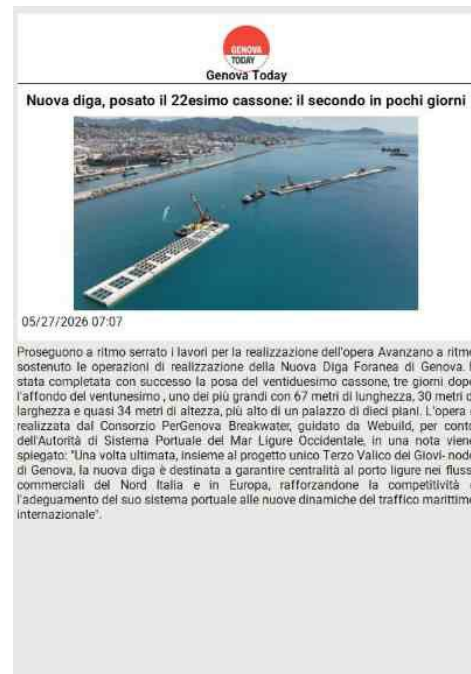 GENOVA
TODAY
Genova Today
Nuova diga, posato il 22esimo cassone: il secondo in pochi giorni
05/27/2026 07:07
Proseguono a ritmo serrato i lavori per la realizzazione dell'opera Avanzano a ritmo
sostenuto le operazioni di realizzazione della Nuova Diga Foranea di Genova.
stata completata con successo la posa del ventiduesimo cassone, tre giorni dopo
l'affondo del ventunesimo , uno dei più grandi con 67 metri di lunghezza, 30 metri di
larghezza e quasi 34 metri di altezza, più alto di un palazzo di dieci piani. L'opera
realizzata dal Consorzio PerGenova Breakwater, guidato da Webuild, per conto
dell'Autorità di Sistema Portuale del Mar Ligure Occidentale, in una nota viene
spiegato: "Una volta ultimata, insieme al progetto unico Terzo Valico dei Giovi- nodo
di Genova, la nuova diga è destinata a garantire centralità al porto ligure nei flussi
commerciali del Nord Italia e in Europa, rafforzandone la competitività
l'adeguamento del suo sistema portuale alle nuove dinamiche del traffico marittimo
internazionale".